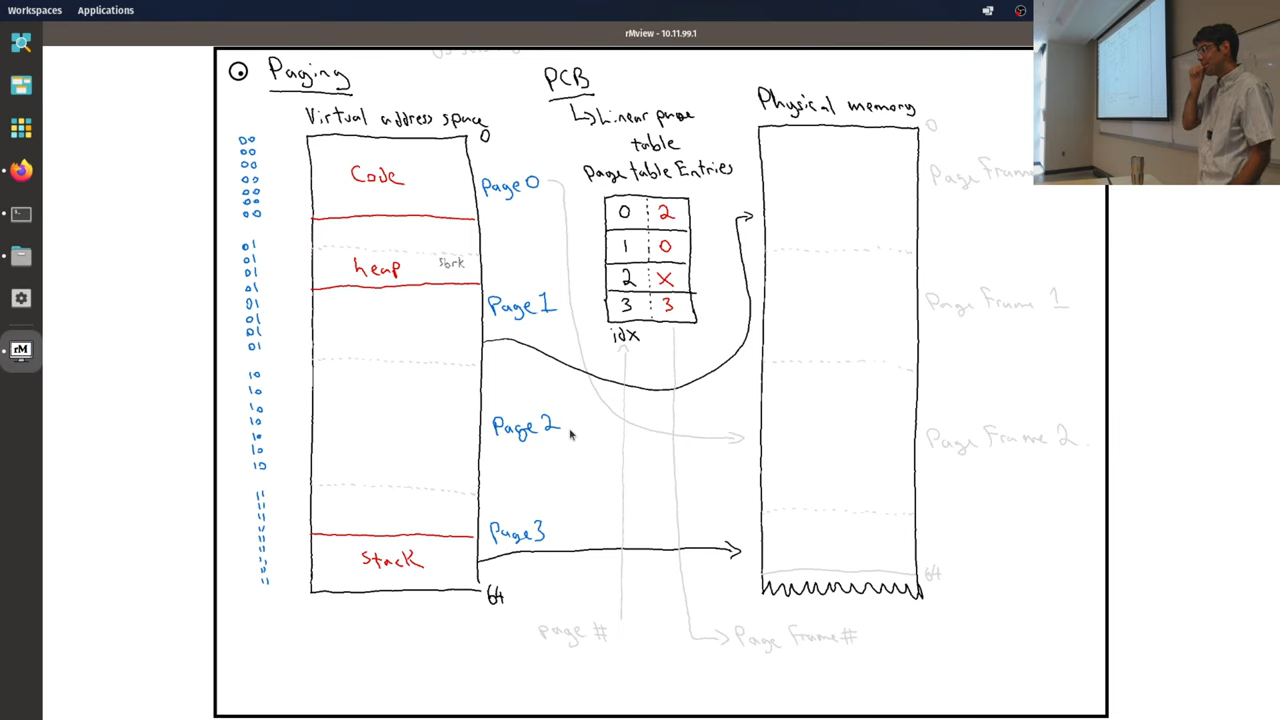 Workspaces Applications
rMview - 10.11.99.1
Paging
PCB
Virtual address space
Linear page
table
Page table Entries
Physical memory
0
0
00
00
00
00
00
00
00
Code
Page 0
Page Frame
0 2
1 0
2 X
3 3
idx
01
01
01
01
01
01
01
01
heap
sbrk
Page 1
Page Frame 1
10
10
10
10
10
10
10
Page 2
Page Frame 2
11
11
11
11
11
11
11
11
Page 3
Stack
64
64
page #
Page Frame #
rM